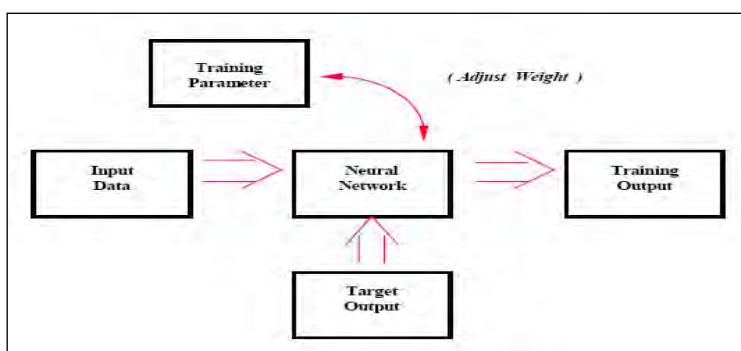 Training
Parameter
( Adjust Weight )
Input
Data
Neural
Network
Training
Output
Target
Output